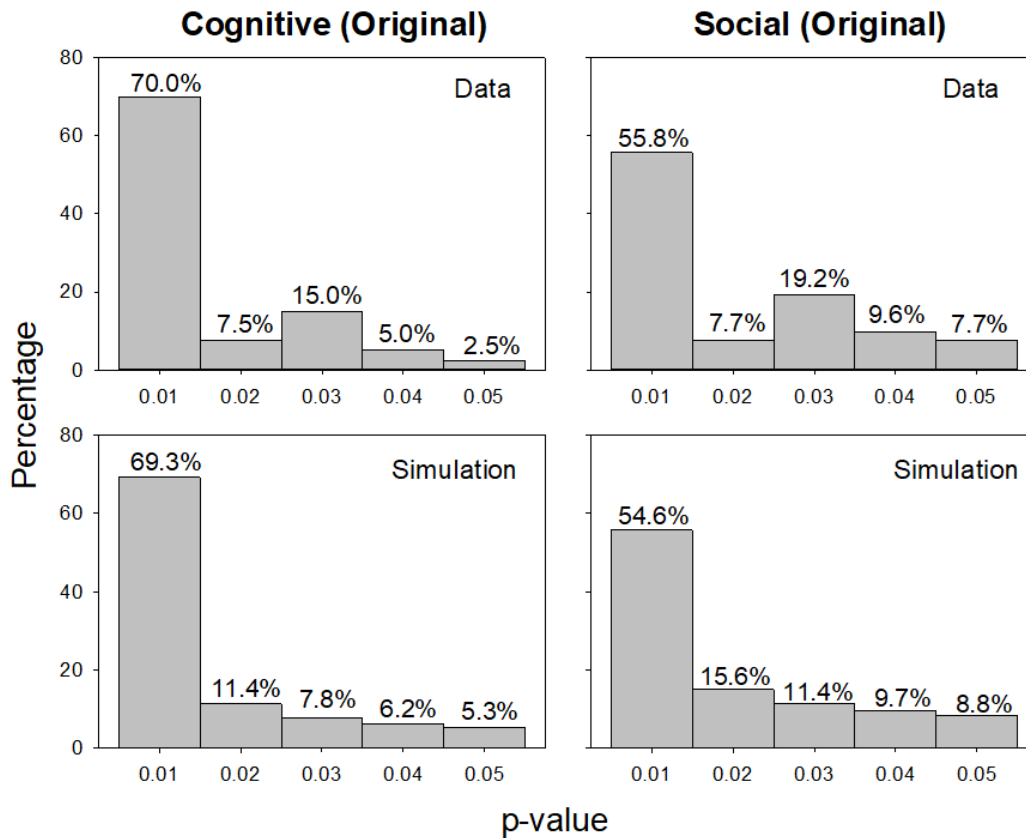 Cognitive (Original)
Social (Original)
80
60
40
20
0
Data
70.0%
7.5%
15.0%
5.0%
2.5%
0.01 0.02 0.03 0.04 0.05
Data
55.8%
7.7%
19.2%
9.6%
7.7%
0.01 0.02 0.03 0.04 0.05
Percentage
80
60
40
20
0
Simulation
69.3%
11.4%
7.8%
6.2%
5.3%
0.01 0.02 0.03 0.04 0.05
Simulation
54.6%
15.6%
11.4%
9.7%
8.8%
0.01 0.02 0.03 0.04 0.05
p-value